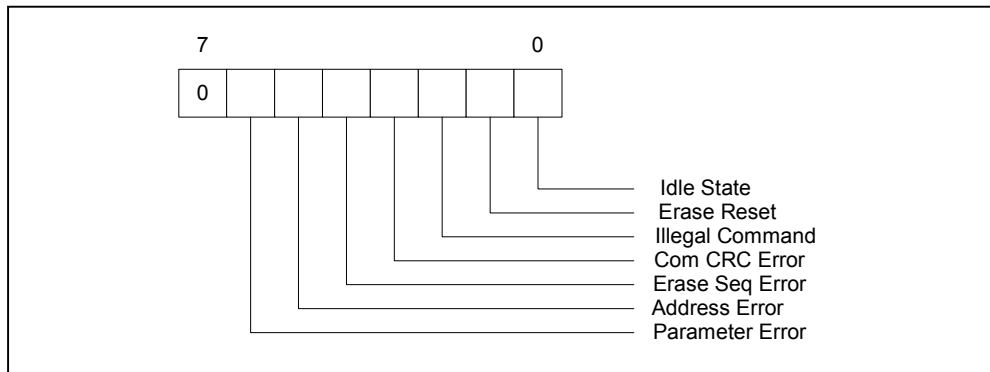 7 0
0
Idle State
Erase Reset
Illegal Command
Com CRC Error
Erase Seq Error
Address Error
Parameter Error